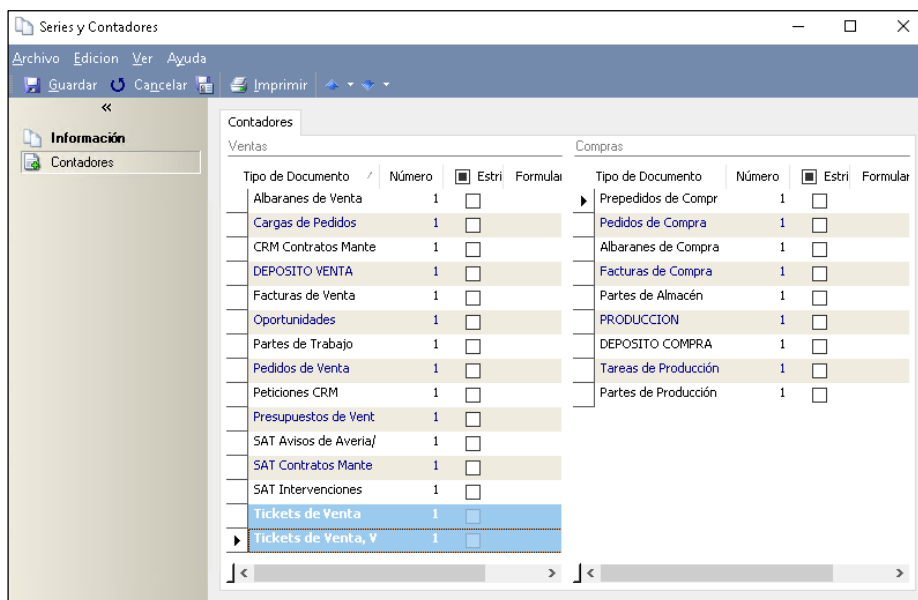 Series y Contadores
Archivo Edicion Ver Ayuda
Guardar Cancelar Imprimir
«
Información
Contadores
Contadores
Ventas
Tipo de Documento Número Estri Formular
Albaranes de Venta 1
Cargas de Pedidos 1
CRM Contratos Mante 1
DEPOSITO VENTA 1
Facturas de Venta 1
Oportunidades 1
Partes de Trabajo 1
Pedidos de Venta 1
Peticiones CRM 1
Presupuestos de Vent 1
SAT Avisos de Averia/ 1
SAT Contratos Mante 1
SAT Intervenciones 1
Tickets de Venta 1
Tickets de Venta, V 1
Compras
Tipo de Documento Número Estri Formular
Prepedidos de Compr 1
Pedidos de Compra 1
Albaranes de Compra 1
Facturas de Compra 1
Partes de Almacén 1
PRODUCCION 1
DEPOSITO COMPRA 1
Tareas de Producción 1
Partes de Producción 1